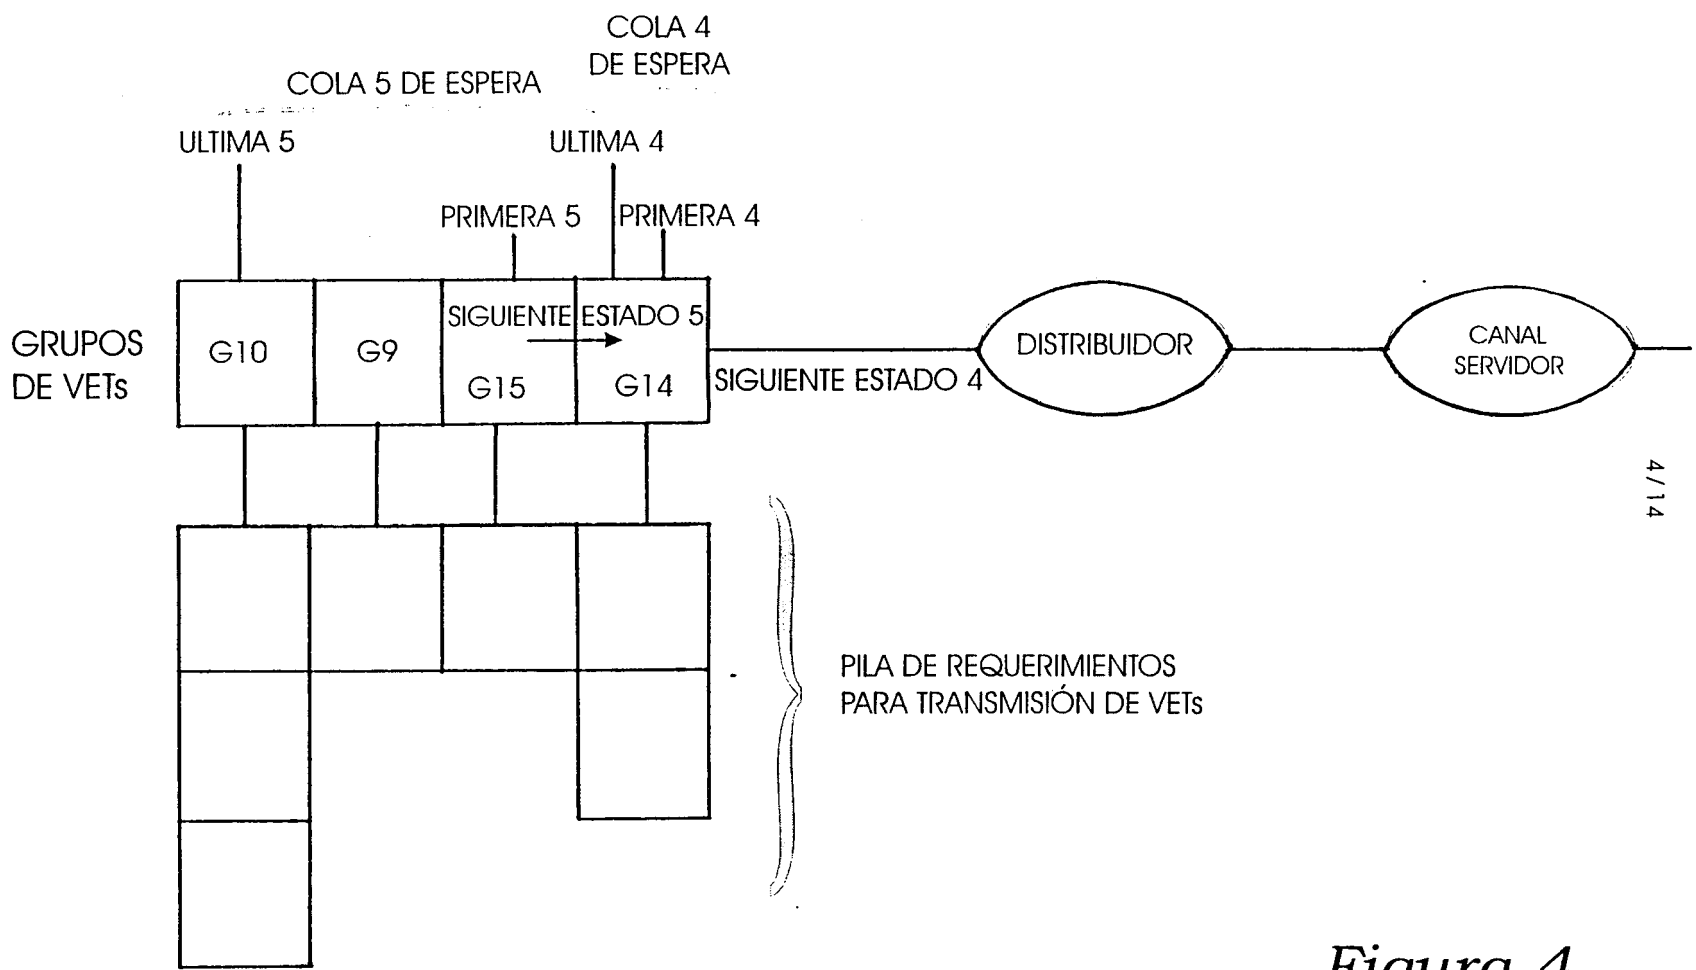 COLA 4
DE ESPERA
COLA 5 DE ESPERA
ULTIMA 5
ULTIMA 4
PRIMERA 5
PRIMERA 4
GRUPOS
DE VETs
G10
G9
SIGUIENTE ESTADO 5
G15
G14
SIGUIENTE ESTADO 4
DISTRIBUIDOR
CANAL
SERVIDOR
4/14
PILA DE REQUERIMIENTOS
PARA TRANSMISIÓN DE VETs
Figura 4